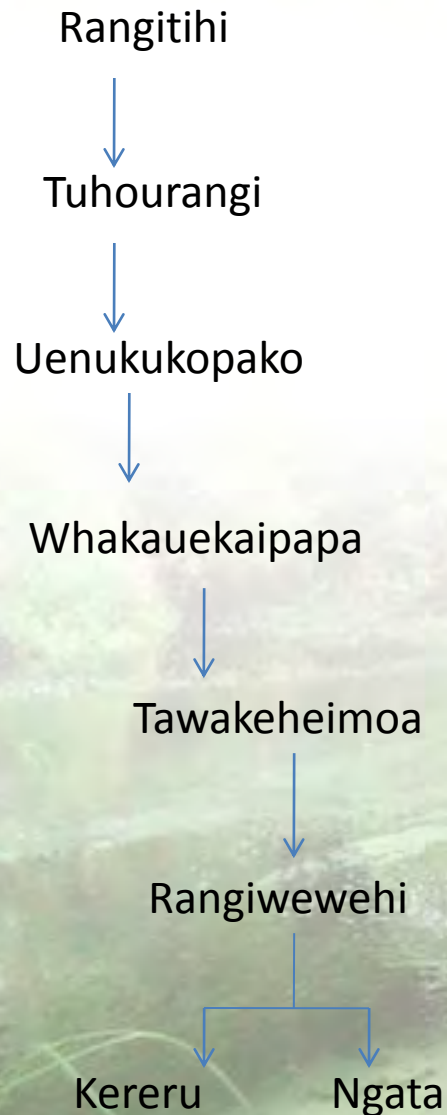 Rangitihi
Tuhourangi
Uenukukopako
Whakauekaipapa
Tawakeheimoa
Rangiwewehi
Kereru Ngata